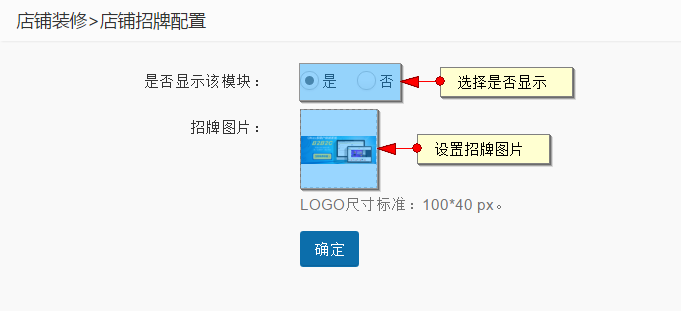 店铺装修>店铺招牌配置
是否显示该模块： 是 否 选择是否显示
招牌图片： 设置招牌图片
LOGO尺寸标准：100*40 px。
确定